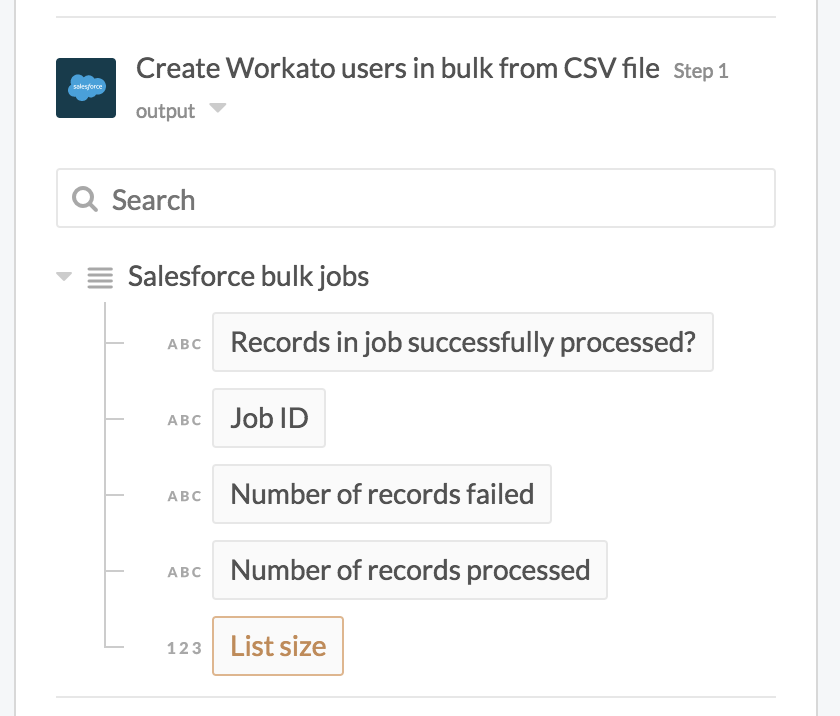 Create Workato users in bulk from CSV file Step 1
salesforce
output
Search
Salesforce bulk jobs
ABC Records in job successfully processed?
ABC Job ID
ABC Number of records failed
ABC Number of records processed
123 List size